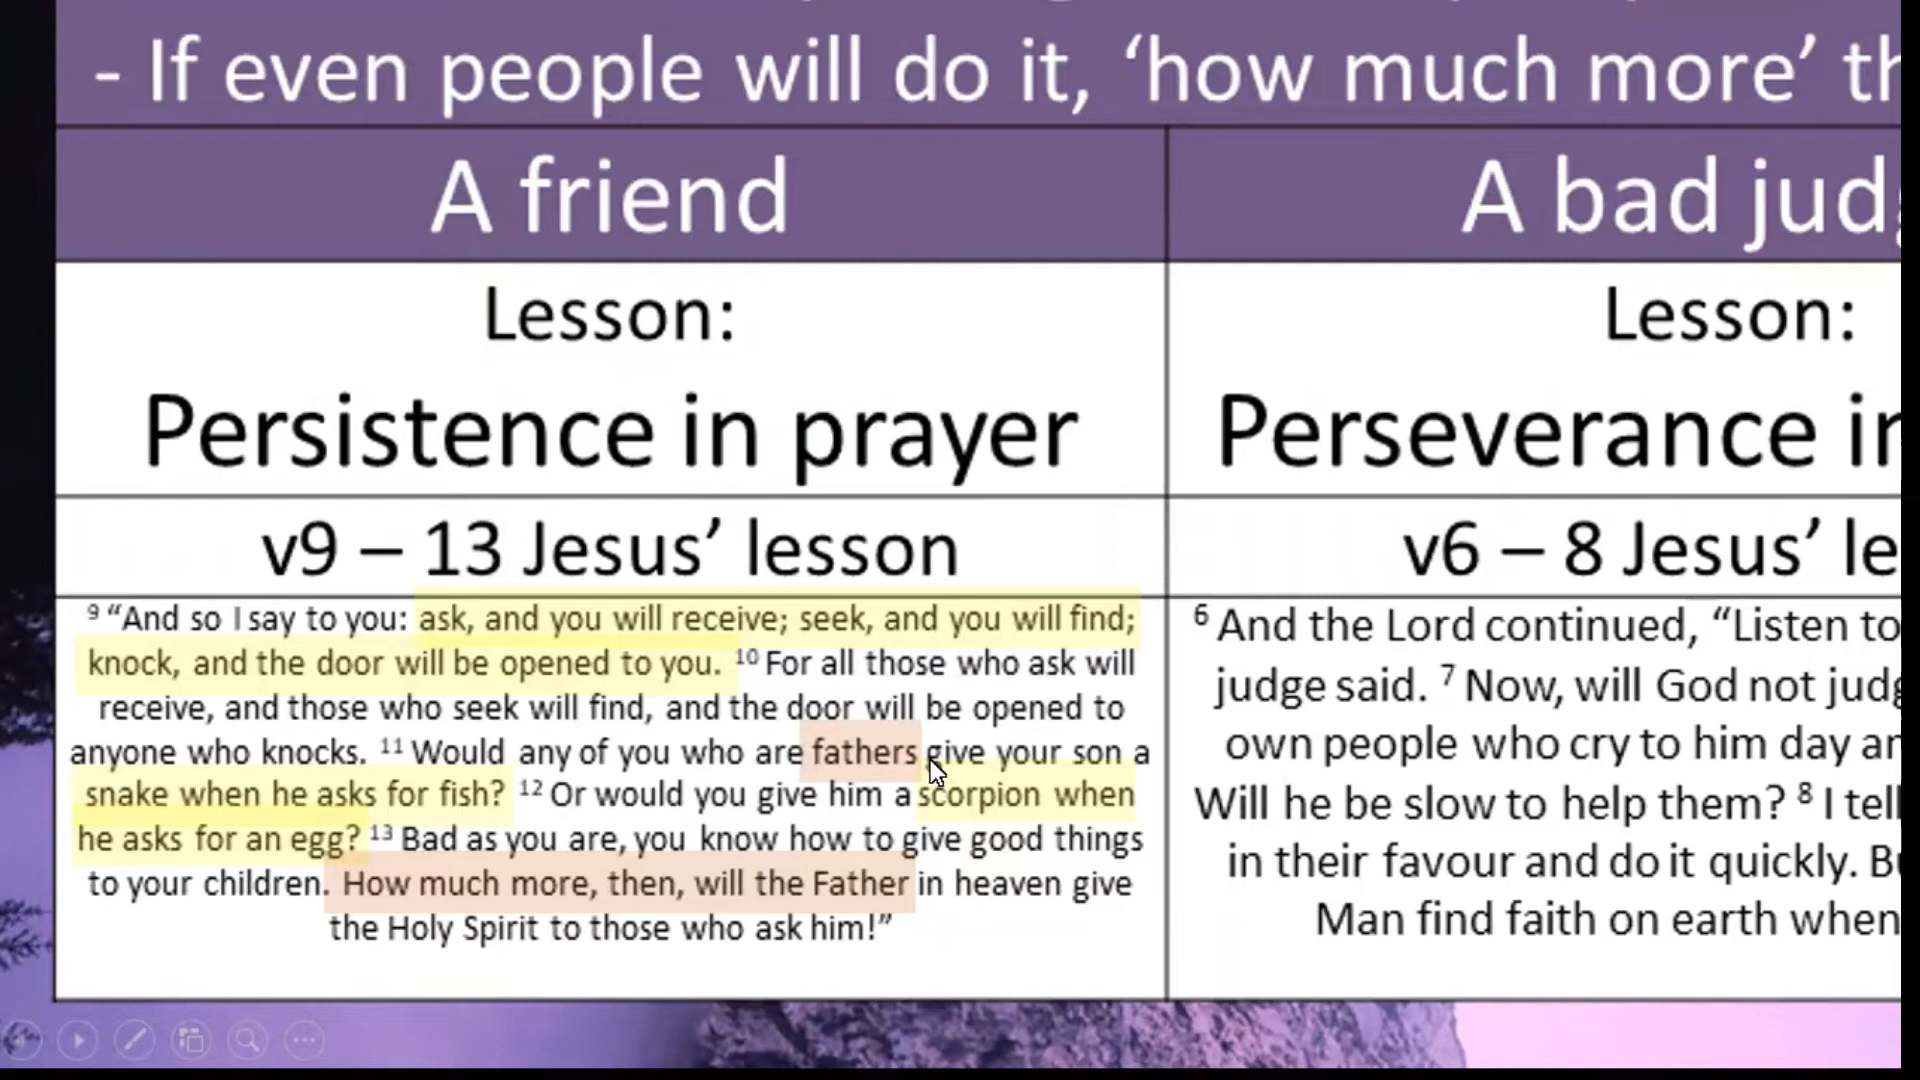 - If even people will do it, ‘how much more’
A friend
A bad
Lesson:
Persistence in prayer
v9 – 13 Jesus’ lesson
9 “And so I say to you: ask, and you will receive; seek, and you will find;
knock, and the door will be opened to you. 10 For all those who ask will
receive, and those who seek will find, and the door will be opened to
anyone who knocks. 11 Would any of you who are fathers give your son a
snake when he asks for fish? 12 Or would you give him a scorpion when
he asks for an egg? 13 Bad as you are, you know how to give good things
to your children. How much more, then, will the Father in heaven give
the Holy Spirit to those who ask him!”
Lesson:
Perseverance in
v6 – 8 Jesus’
6 And the Lord continued, “Listen to
judge said. 7 Now, will God not
own people who cry to him day
Will he be slow to help them? 8 I
in their favour and do it quickly.
Man find faith on earth when